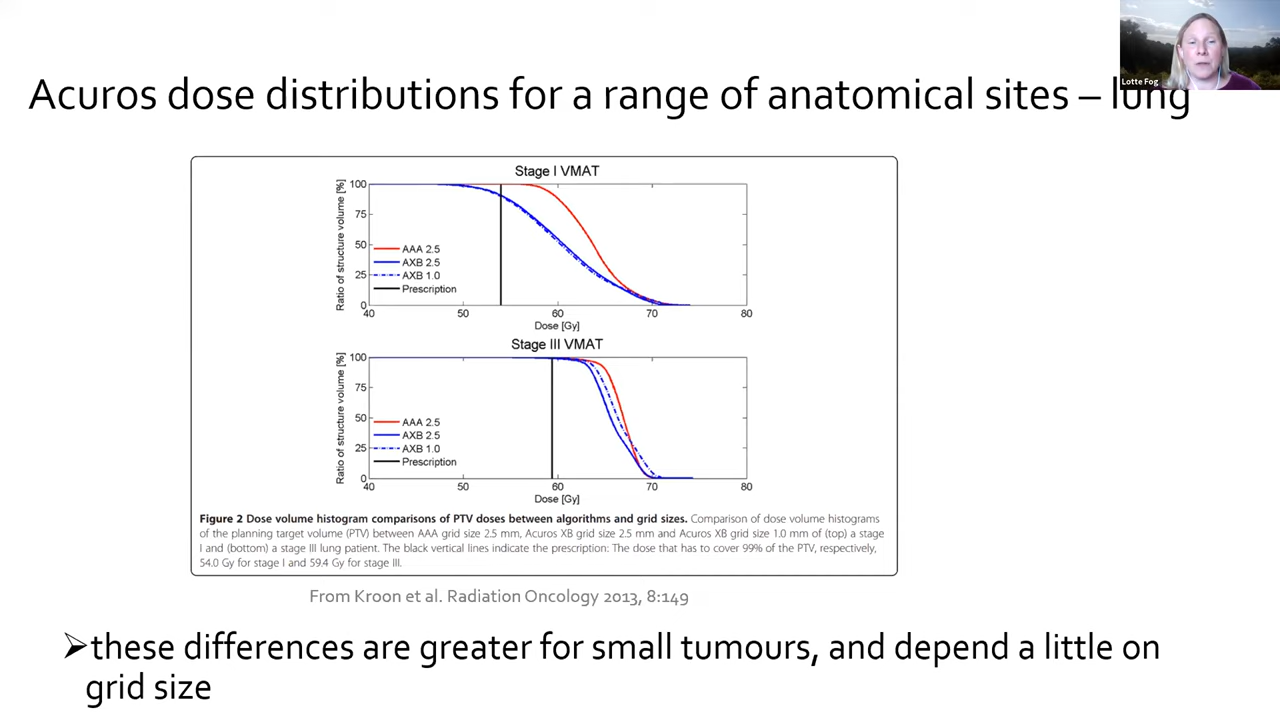 Lotte Fog
Acuros dose distributions for a range of anatomical sites – lung
Stage I VMAT
Ratio of structure volume [%]
100
75
50
25
0
AAA 2.5
AXB 2.5
AXB 1.0
Prescription
40 50 60 70 80
Dose [Gy]
Stage III VMAT
Ratio of structure volume [%]
100
75
50
25
0
AAA 2.5
AXB 2.5
AXB 1.0
Prescription
40 50 60 70 80
Dose [Gy]
Figure 2 Dose volume histogram comparisons of PTV doses between algorithms and grid sizes. Comparison of dose volume histograms
of the planning target volume (PTV) between AAA grid size 2.5 mm, Acuros XB grid size 2.5 mm and Acuros XB grid size 1.0 mm of (top) a stage
I and (bottom) a stage III lung patient. The black vertical lines indicate the prescription: The dose that has to cover 99% of the PTV, respectively,
54.0 Gy for stage I and 59.4 Gy for stage III.
From Kroon et al. Radiation Oncology 2013, 8:149
➢these differences are greater for small tumours, and depend a little on
grid size